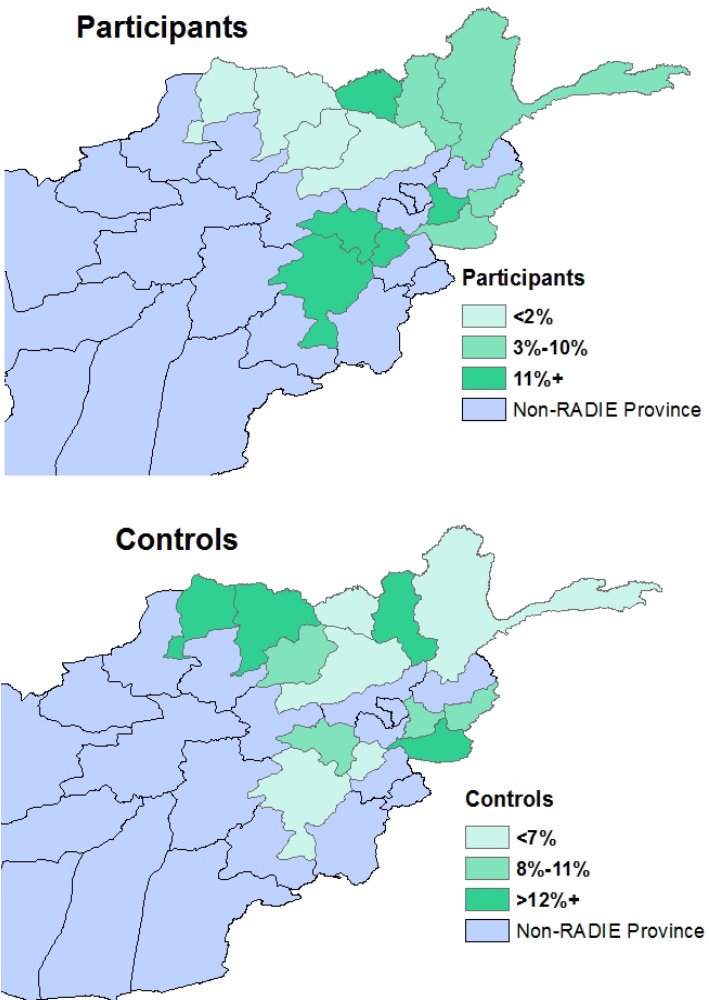 Participants
Participants
<2%
3%-10%
11%+
Non-RADIE Province
Controls
Controls
<7%
8%-11%
>12%+
Non-RADIE Province